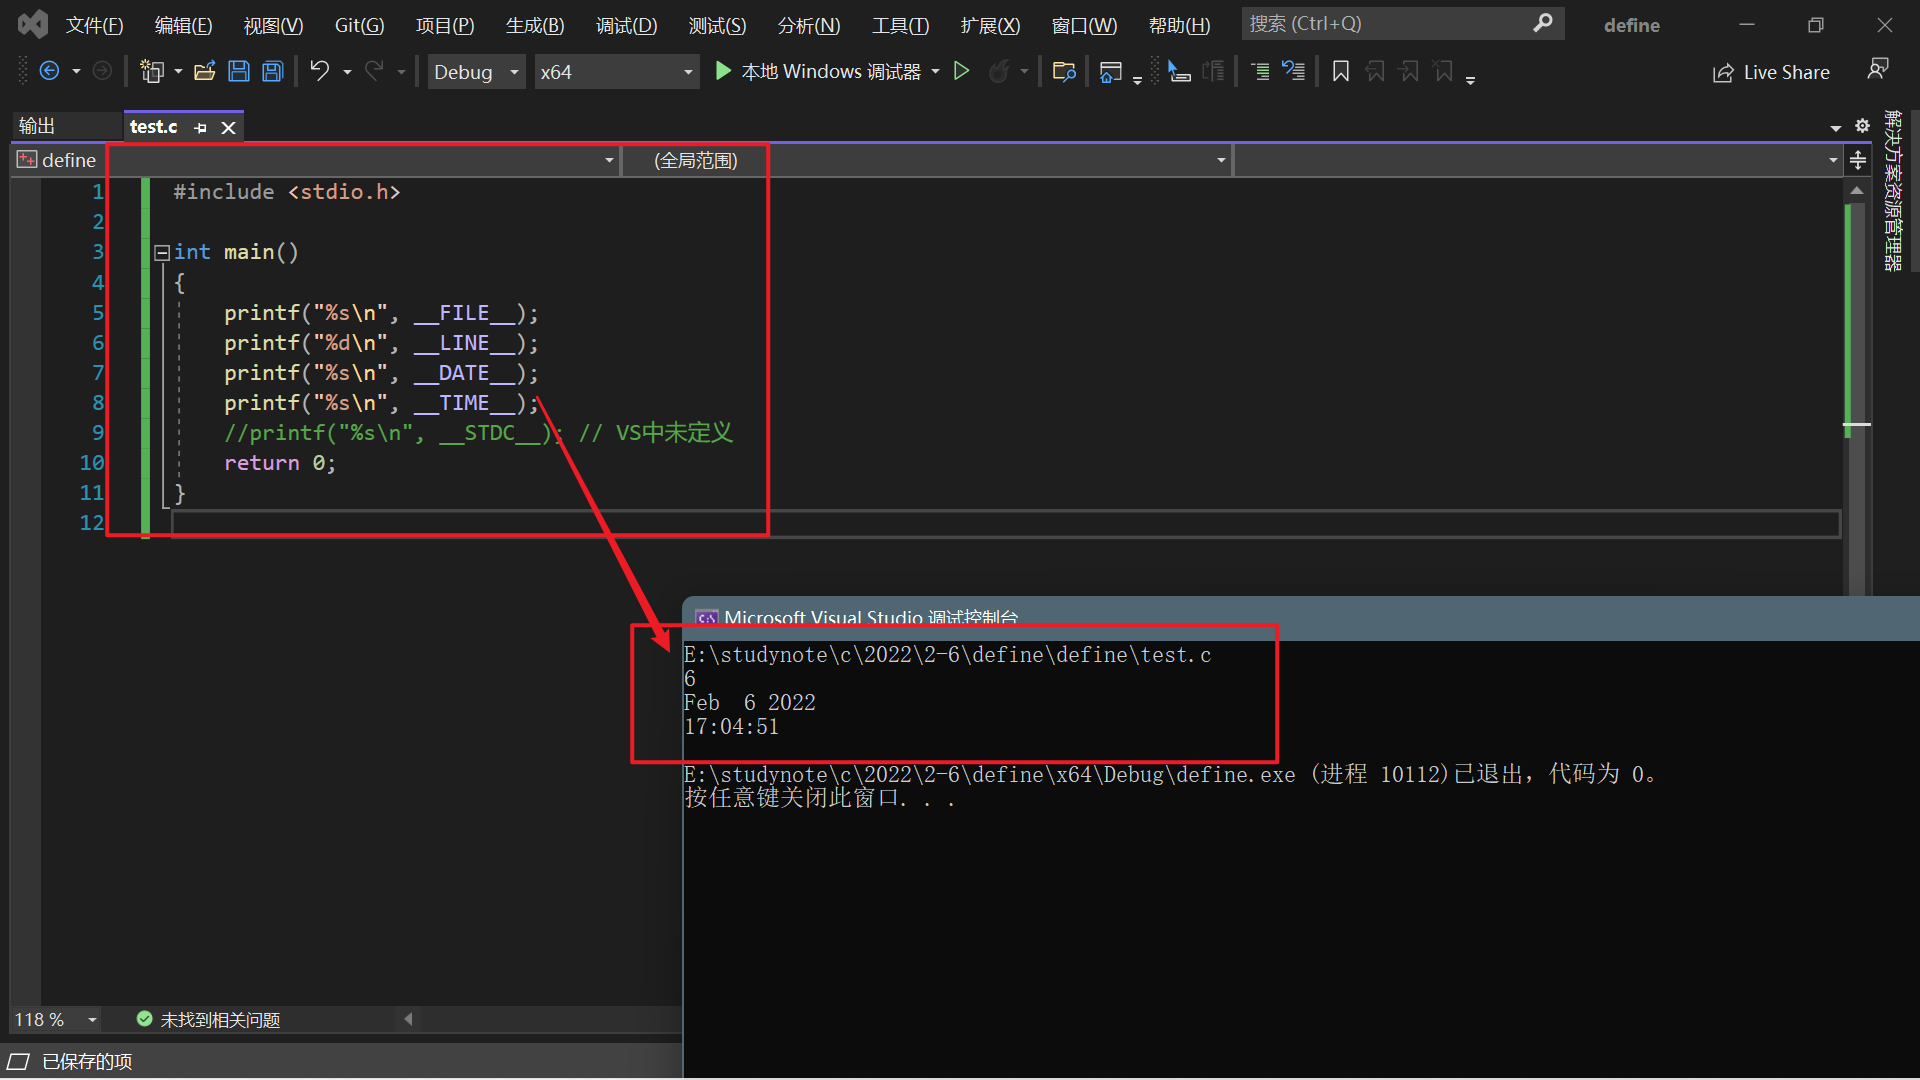 文件(F) 编辑(E) 视图(V) Git(G) 项目(P) 生成(B) 调试(D) 测试(S) 分析(N) 工具(T) 扩展(X) 窗口(W) 帮助(H) 搜索 (Ctrl+Q) define
Debug x64 本地 Windows 调试器 Live Share
输出 test.c
define (全局范围)
解决方案资源管理器
1 #include <stdio.h>
2
3 int main()
4 {
5 printf("%s\n", __FILE__);
6 printf("%d\n", __LINE__);
7 printf("%s\n", __DATE__);
8 printf("%s\n", __TIME__);
9 //printf("%s\n", __STDC__); // VS中未定义
10 return 0;
11 }
12
Microsoft Visual Studio 调试控制台
E:\studynote\c\2022\2-6\define\define\test.c
6
Feb  6 2022
17:04:51
E:\studynote\c\2022\2-6\define\x64\Debug\define.exe (进程 10112)已退出，代码为 0。
按任意键关闭此窗口. . .
118 % 未找到相关问题
已保存的项